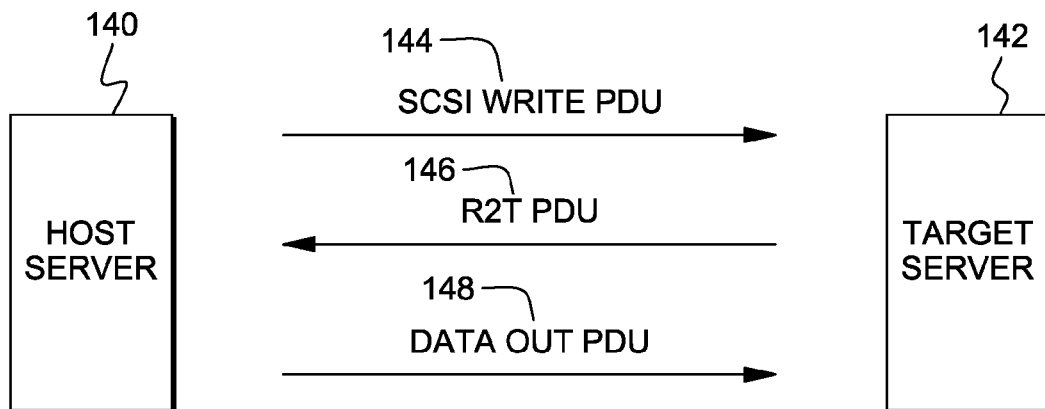 140
144
142
SCSI WRITE PDU
146
R2T PDU
HOST
SERVER
TARGET
SERVER
148
DATA OUT PDU